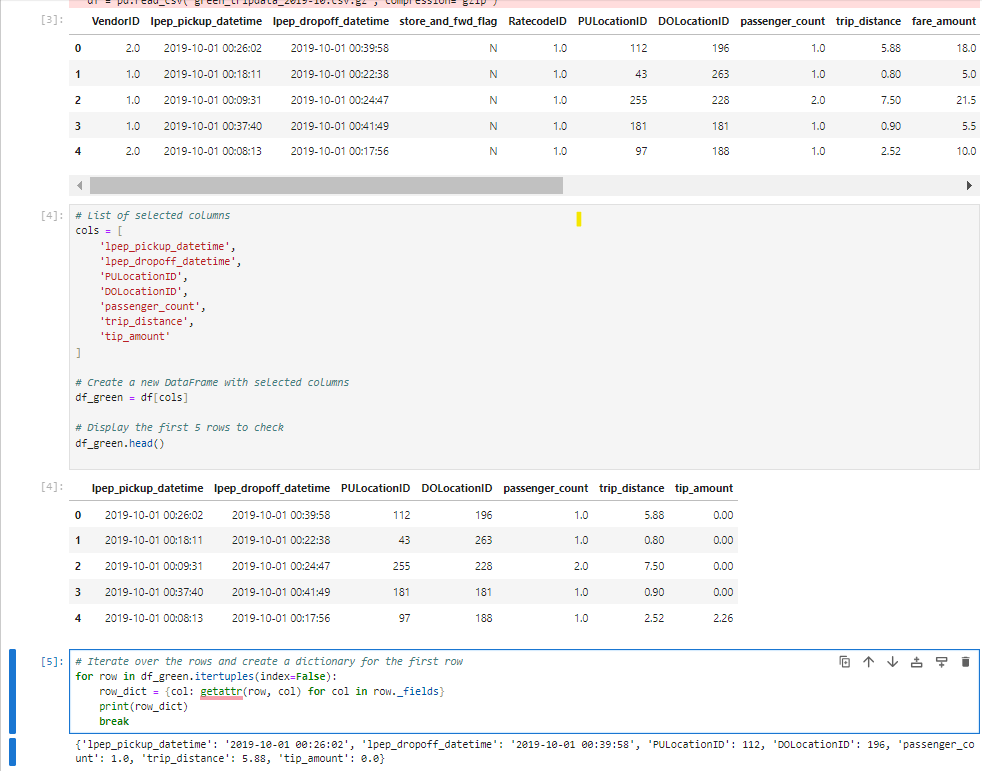 df = pd.read_csv('green_tripdata_2019-10.csv.gz', compression='gzip')
[3]: VendorID lpep_pickup_datetime lpep_dropoff_datetime store_and_fwd_flag RatecodeID PULocationID DOLocationID passenger_count trip_distance fare_amount
0 2.0 2019-10-01 00:26:02 2019-10-01 00:39:58 N 1.0 112 196 1.0 5.88 18.0
1 1.0 2019-10-01 00:18:11 2019-10-01 00:22:38 N 1.0 43 263 1.0 0.80 5.0
2 1.0 2019-10-01 00:09:31 2019-10-01 00:24:47 N 1.0 255 228 2.0 7.50 21.5
3 1.0 2019-10-01 00:37:40 2019-10-01 00:41:49 N 1.0 181 181 1.0 0.90 5.5
4 2.0 2019-10-01 00:08:13 2019-10-01 00:17:56 N 1.0 97 188 1.0 2.52 10.0
[4]: # List of selected columns
cols = [
'lpep_pickup_datetime',
'lpep_dropoff_datetime',
'PULocationID',
'DOLocationID',
'passenger_count',
'trip_distance',
'tip_amount'
]
# Create a new DataFrame with selected columns
df_green = df[cols]
# Display the first 5 rows to check
df_green.head()
[4]: lpep_pickup_datetime lpep_dropoff_datetime PULocationID DOLocationID passenger_count trip_distance tip_amount
0 2019-10-01 00:26:02 2019-10-01 00:39:58 112 196 1.0 5.88 0.00
1 2019-10-01 00:18:11 2019-10-01 00:22:38 43 263 1.0 0.80 0.00
2 2019-10-01 00:09:31 2019-10-01 00:24:47 255 228 2.0 7.50 0.00
3 2019-10-01 00:37:40 2019-10-01 00:41:49 181 181 1.0 0.90 0.00
4 2019-10-01 00:08:13 2019-10-01 00:17:56 97 188 1.0 2.52 2.26
[5]: # Iterate over the rows and create a dictionary for the first row
for row in df_green.itertuples(index=False):
row_dict = {col: getattr(row, col) for col in row._fields}
print(row_dict)
break
{'lpep_pickup_datetime': '2019-10-01 00:26:02', 'lpep_dropoff_datetime': '2019-10-01 00:39:58', 'PULocationID': 112, 'DOLocationID': 196, 'passenger_co
unt': 1.0, 'trip_distance': 5.88, 'tip_amount': 0.0}